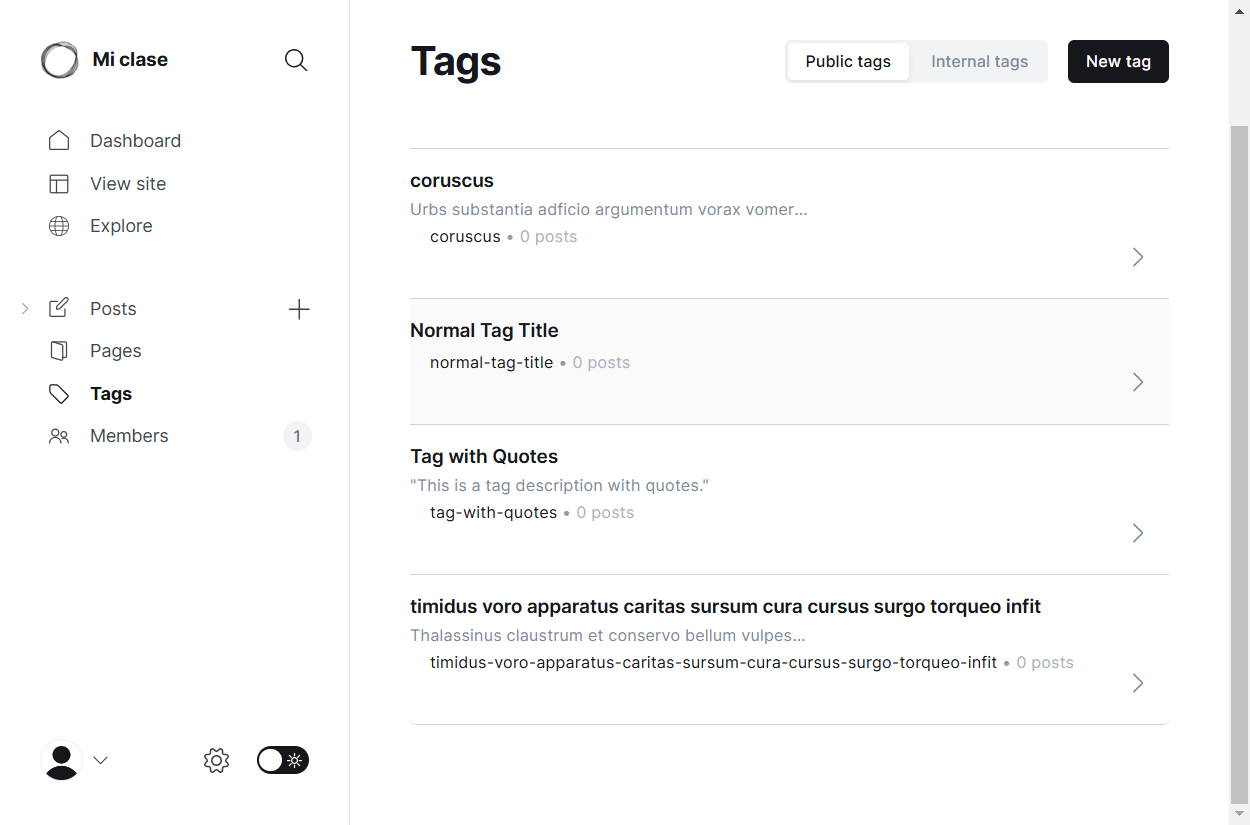 Mi clase
Dashboard
View site
Explore
Posts
Pages
Tags
Members
1
Tags
Public tags
Internal tags
New tag
coruscus
Urbs substantia adficio argumentum vorax vomer...
coruscus • 0 posts
Normal Tag Title
normal-tag-title • 0 posts
Tag with Quotes
"This is a tag description with quotes."
tag-with-quotes • 0 posts
timidus voro apparatus caritas sursum cura cursus surgo torqueo infit
Thalassinus claustrum et conservo bellum vulpes...
timidus-voro-apparatus-caritas-sursum-cura-cursus-surgo-torqueo-infit • 0 posts